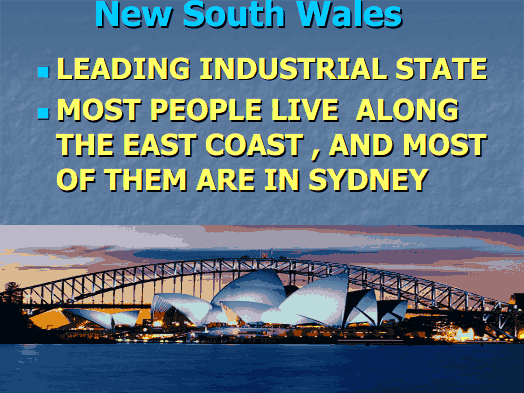 New South Wales
LEADING INDUSTRIAL STATE
MOST PEOPLE LIVE ALONG
THE EAST COAST , AND MOST
OF THEM ARE IN SYDNEY